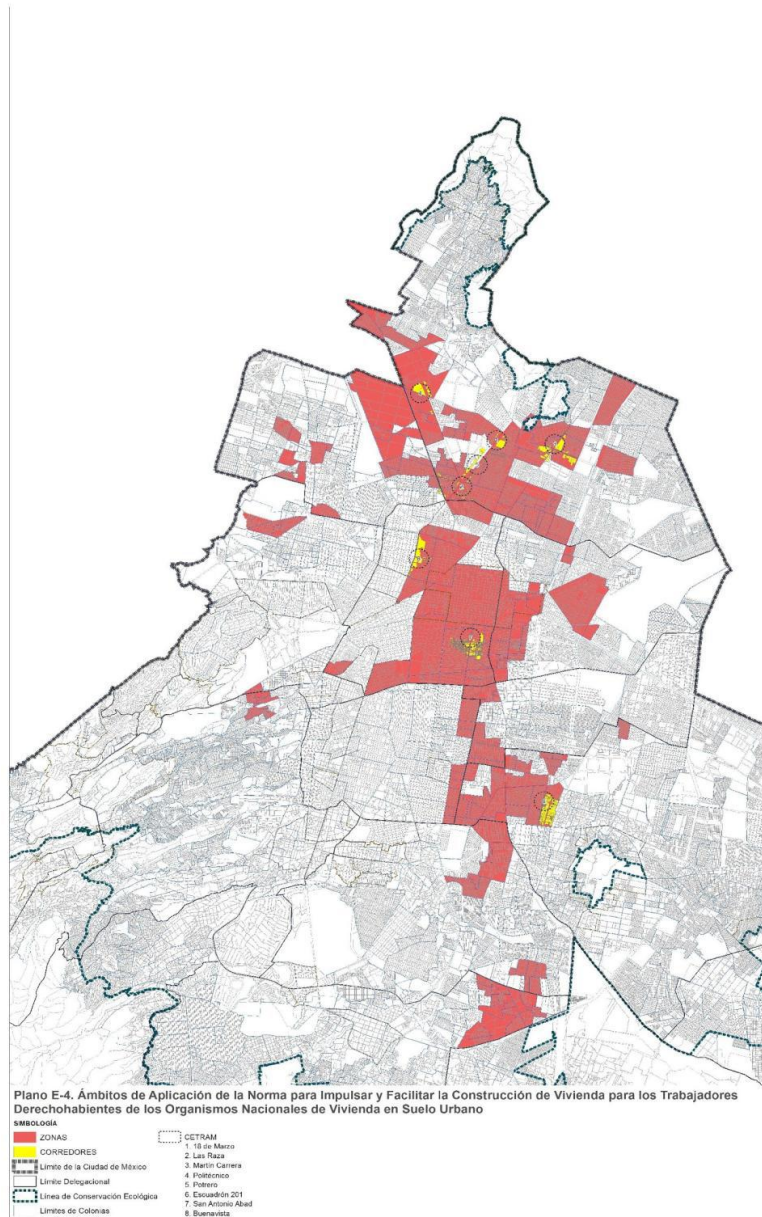 Plano E-4. Ámbitos de Aplicación de la Norma para Impulsar y Facilitar la Construcción de Vivienda para los Trabajadores
Derechohabientes de los Organismos Nacionales de Vivienda en Suelo Urbano
SIMBOLOGÍA
ZONAS
CORREDORES
Límite de la Ciudad de México
Límite Delegacional
Línea de Conservación Ecológica
Límites de Colonias
CETRAM
1. 18 de Marzo
2. Las Raza
3. Martín Carrera
4. Politécnico
5. Potrero
6. Escuadrón 201
7. San Antonio Abad
8. Buenavista